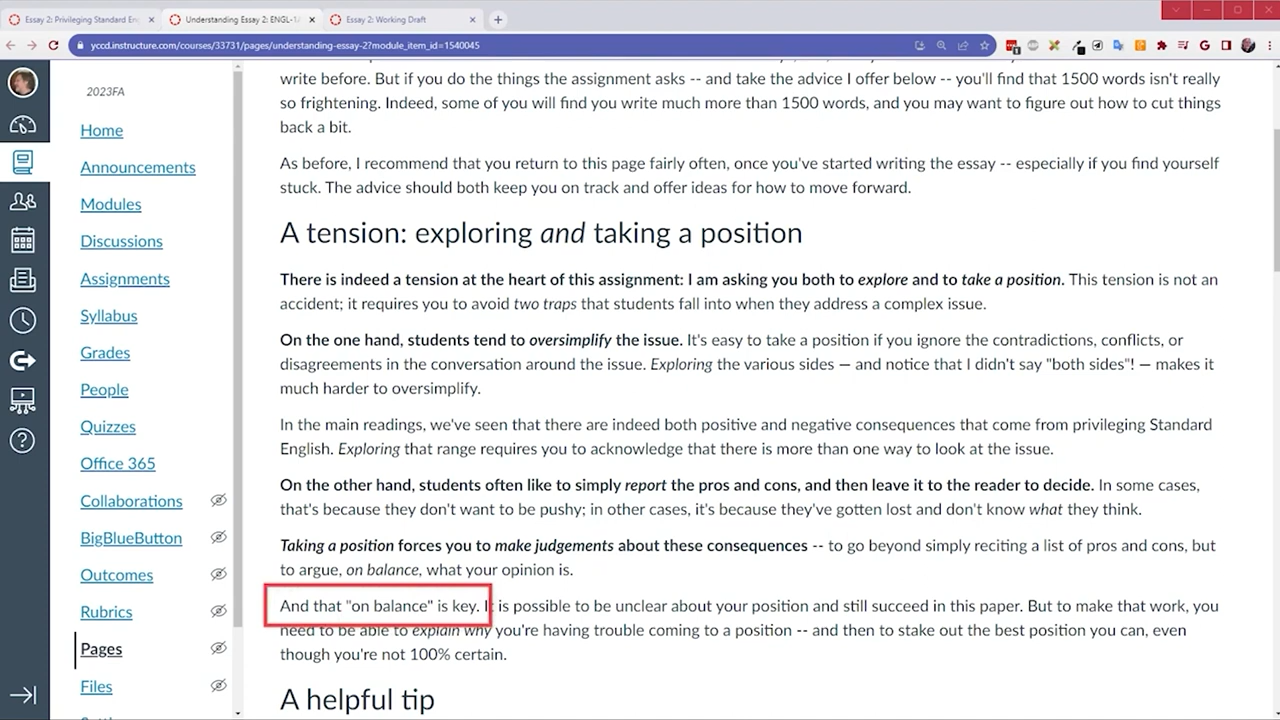 Essay 2: Privileging Standard En
Understanding Essay 2: ENGL-1
Essay 2: Working Draft
yccd.instructure.com/courses/33731/pages/understanding-essay-2?module_item_id=1540045
2023FA
Home
Announcements
Modules
Discussions
Assignments
Syllabus
Grades
People
Quizzes
Office 365
Collaborations
BigBlueButton
Outcomes
Rubrics
Pages
Files
write before. But if you do the things the assignment asks -- and take the advice I offer below -- you'll find that 1500 words isn't really
so frightening. Indeed, some of you will find you write much more than 1500 words, and you may want to figure out how to cut things
back a bit.
As before, I recommend that you return to this page fairly often, once you've started writing the essay -- especially if you find yourself
stuck. The advice should both keep you on track and offer ideas for how to move forward.
A tension: exploring and taking a position
There is indeed a tension at the heart of this assignment: I am asking you both to explore and to take a position. This tension is not an
accident; it requires you to avoid two traps that students fall into when they address a complex issue.
On the one hand, students tend to oversimplify the issue. It's easy to take a position if you ignore the contradictions, conflicts, or
disagreements in the conversation around the issue. Exploring the various sides — and notice that I didn't say "both sides"! — makes it
much harder to oversimplify.
In the main readings, we've seen that there are indeed both positive and negative consequences that come from privileging Standard
English. Exploring that range requires you to acknowledge that there is more than one way to look at the issue.
On the other hand, students often like to simply report the pros and cons, and then leave it to the reader to decide. In some cases,
that's because they don't want to be pushy; in other cases, it's because they've gotten lost and don't know what they think.
Taking a position forces you to make judgements about these consequences -- to go beyond simply reciting a list of pros and cons, but
to argue, on balance, what your opinion is.
And that "on balance" is key. It is possible to be unclear about your position and still succeed in this paper. But to make that work, you
need to be able to explain why you're having trouble coming to a position -- and then to stake out the best position you can, even
though you're not 100% certain.
A helpful tip